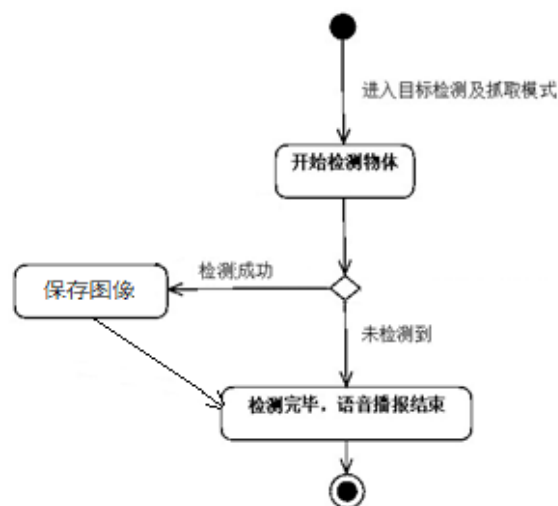 进入目标检测及抓取模式
开始检测物体
检测成功
保存图像
未检测到
检测完毕，语音播报结束